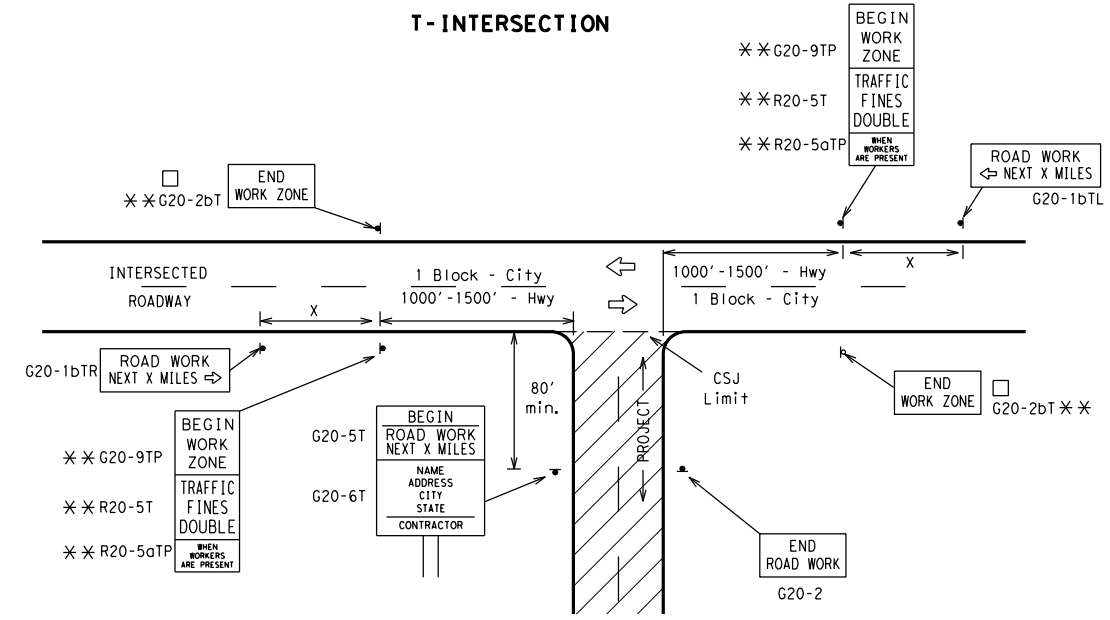 T-INTERSECTION
BEGIN
WORK
ZONE
**G20-9TP
TRAFFIC
FINES
DOUBLE
**R20-5T
WHEN
WORKERS
ARE PRESENT
**R20-5aTP
ROAD WORK
⇦ NEXT X MILES
G20-1bTL
END
WORK ZONE
□
**G20-2bT
INTERSECTED
ROADWAY
1 Block - City
1000'-1500' - Hwy
1000'-1500' - Hwy
1 Block - City
X
X
G20-1bTR
ROAD WORK
NEXT X MILES ⇨
80'
min.
CSJ
Limit
PROJECT
END
WORK ZONE
□
G20-2bT**
BEGIN
WORK
ZONE
**G20-9TP
TRAFFIC
FINES
DOUBLE
**R20-5T
WHEN
WORKERS
ARE PRESENT
**R20-5aTP
G20-5T
BEGIN
ROAD WORK
NEXT X MILES
G20-6T
NAME
ADDRESS
CITY
STATE
CONTRACTOR
END
ROAD WORK
G20-2